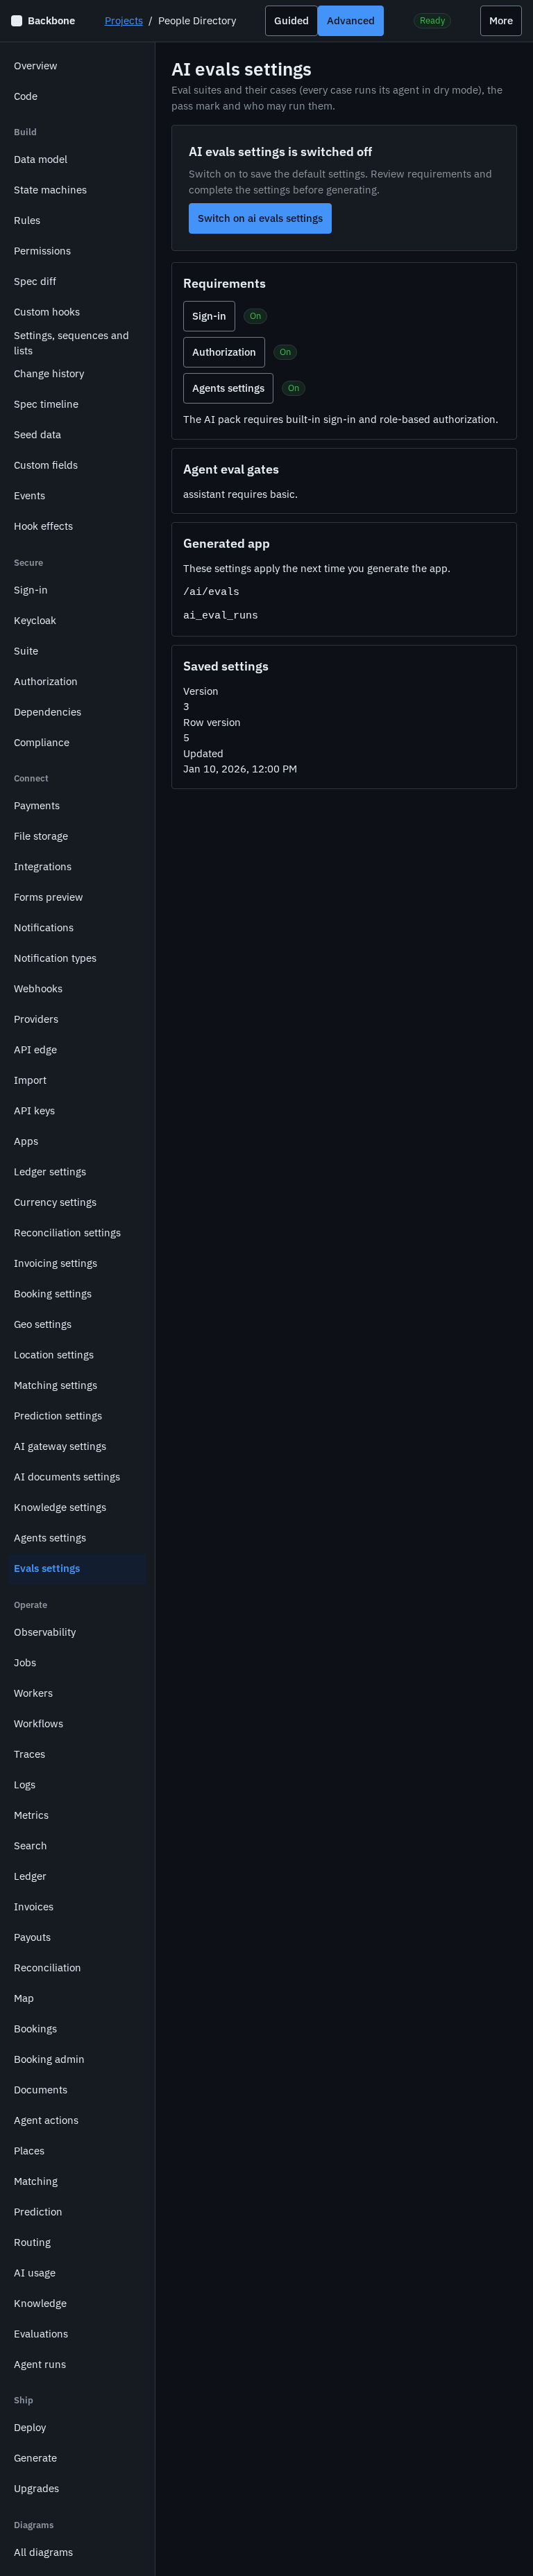 Backbone
Projects / People Directory
Guided
Advanced
Ready
More
Overview
Code
Build
Data model
State machines
Rules
Permissions
Spec diff
Custom hooks
Settings, sequences and
lists
Change history
Spec timeline
Seed data
Custom fields
Events
Hook effects
Secure
Sign-in
Keycloak
Suite
Authorization
Dependencies
Compliance
Connect
Payments
File storage
Integrations
Forms preview
Notifications
Notification types
Webhooks
Providers
API edge
Import
API keys
Apps
Ledger settings
Currency settings
Reconciliation settings
Invoicing settings
Booking settings
Geo settings
Location settings
Matching settings
Prediction settings
AI gateway settings
AI documents settings
Knowledge settings
Agents settings
Evals settings
Operate
Observability
Jobs
Workers
Workflows
Traces
Logs
Metrics
Search
Ledger
Invoices
Payouts
Reconciliation
Map
Bookings
Booking admin
Documents
Agent actions
Places
Matching
Prediction
Routing
AI usage
Knowledge
Evaluations
Agent runs
Ship
Deploy
Generate
Upgrades
Diagrams
All diagrams
AI evals settings
Eval suites and their cases (every case runs its agent in dry mode), the
pass mark and who may run them.
AI evals settings is switched off
Switch on to save the default settings. Review requirements and
complete the settings before generating.
Switch on ai evals settings
Requirements
Sign-in On
Authorization On
Agents settings On
The AI pack requires built-in sign-in and role-based authorization.
Agent eval gates
assistant requires basic.
Generated app
These settings apply the next time you generate the app.
/ai/evals
ai_eval_runs
Saved settings
Version
3
Row version
5
Updated
Jan 10, 2026, 12:00 PM